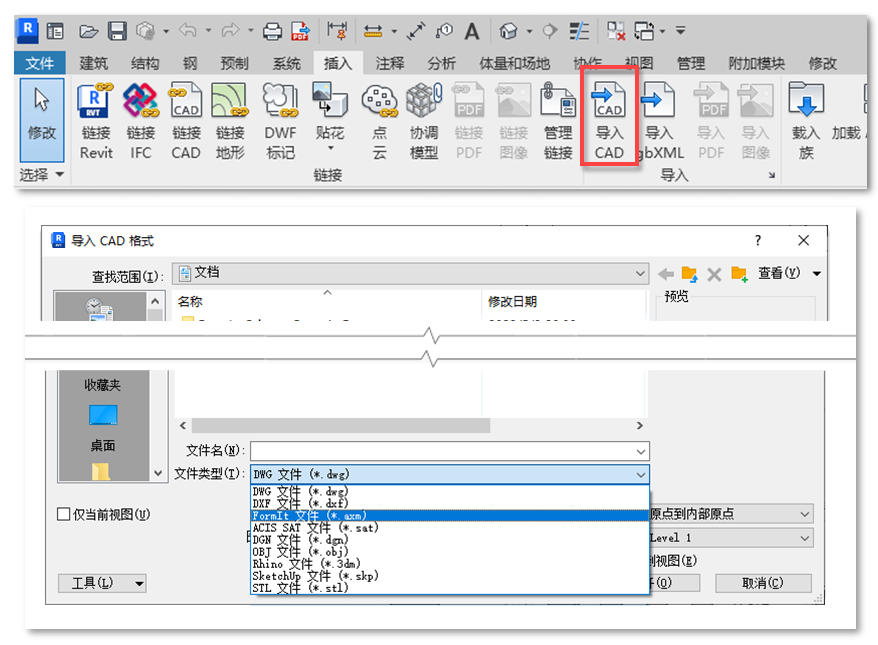 R
PDF
A
文件 建筑 结构 钢 预制 系统 插入 注释 分析 体量和场地 协作 视图 管理 附加模块 修改
修改
链接 Revit
链接 IFC
链接 CAD
链接 地形
DWF 标记
贴花
点 云
协调 模型
链接 PDF
链接 图像
管理 链接
导入 CAD
导入 gbXML
导入 PDF
导入 图像
载入 族
加载
选择
链接
导入
导入 CAD 格式
?
查找范围(I):
文档
查看(V)
名称
修改日期
预览
收藏夹
桌面
文件名(N):
文件类型(T):
DWG 文件 (*.dwg)
DWG 文件 (*.dwg)
DXF 文件 (*.dxf)
FormIt 文件 (*.axm)
ACIS SAT 文件 (*.sat)
DGN 文件 (*.dgn)
OBJ 文件 (*.obj)
Rhino 文件 (*.3dm)
SketchUp 文件 (*.skp)
STL 文件 (*.stl)
仅当前视图(U)
原点到内部原点
Level 1
视图(E)
(O)
工具(L)
取消(C)